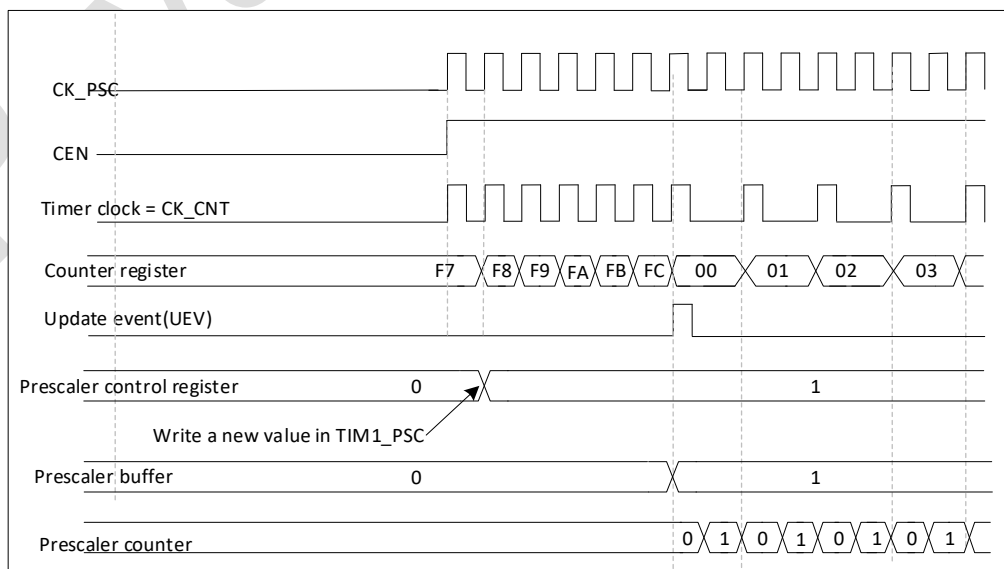 CK_PSC
CEN
Timer clock = CK_CNT
Counter register F7 F8 F9 FA FB FC 00 01 02 03
Update event(UEV)
Prescaler control register 0 1
Write a new value in TIM1_PSC
Prescaler buffer 0 1
Prescaler counter 0 1 0 1 0 1 0 1